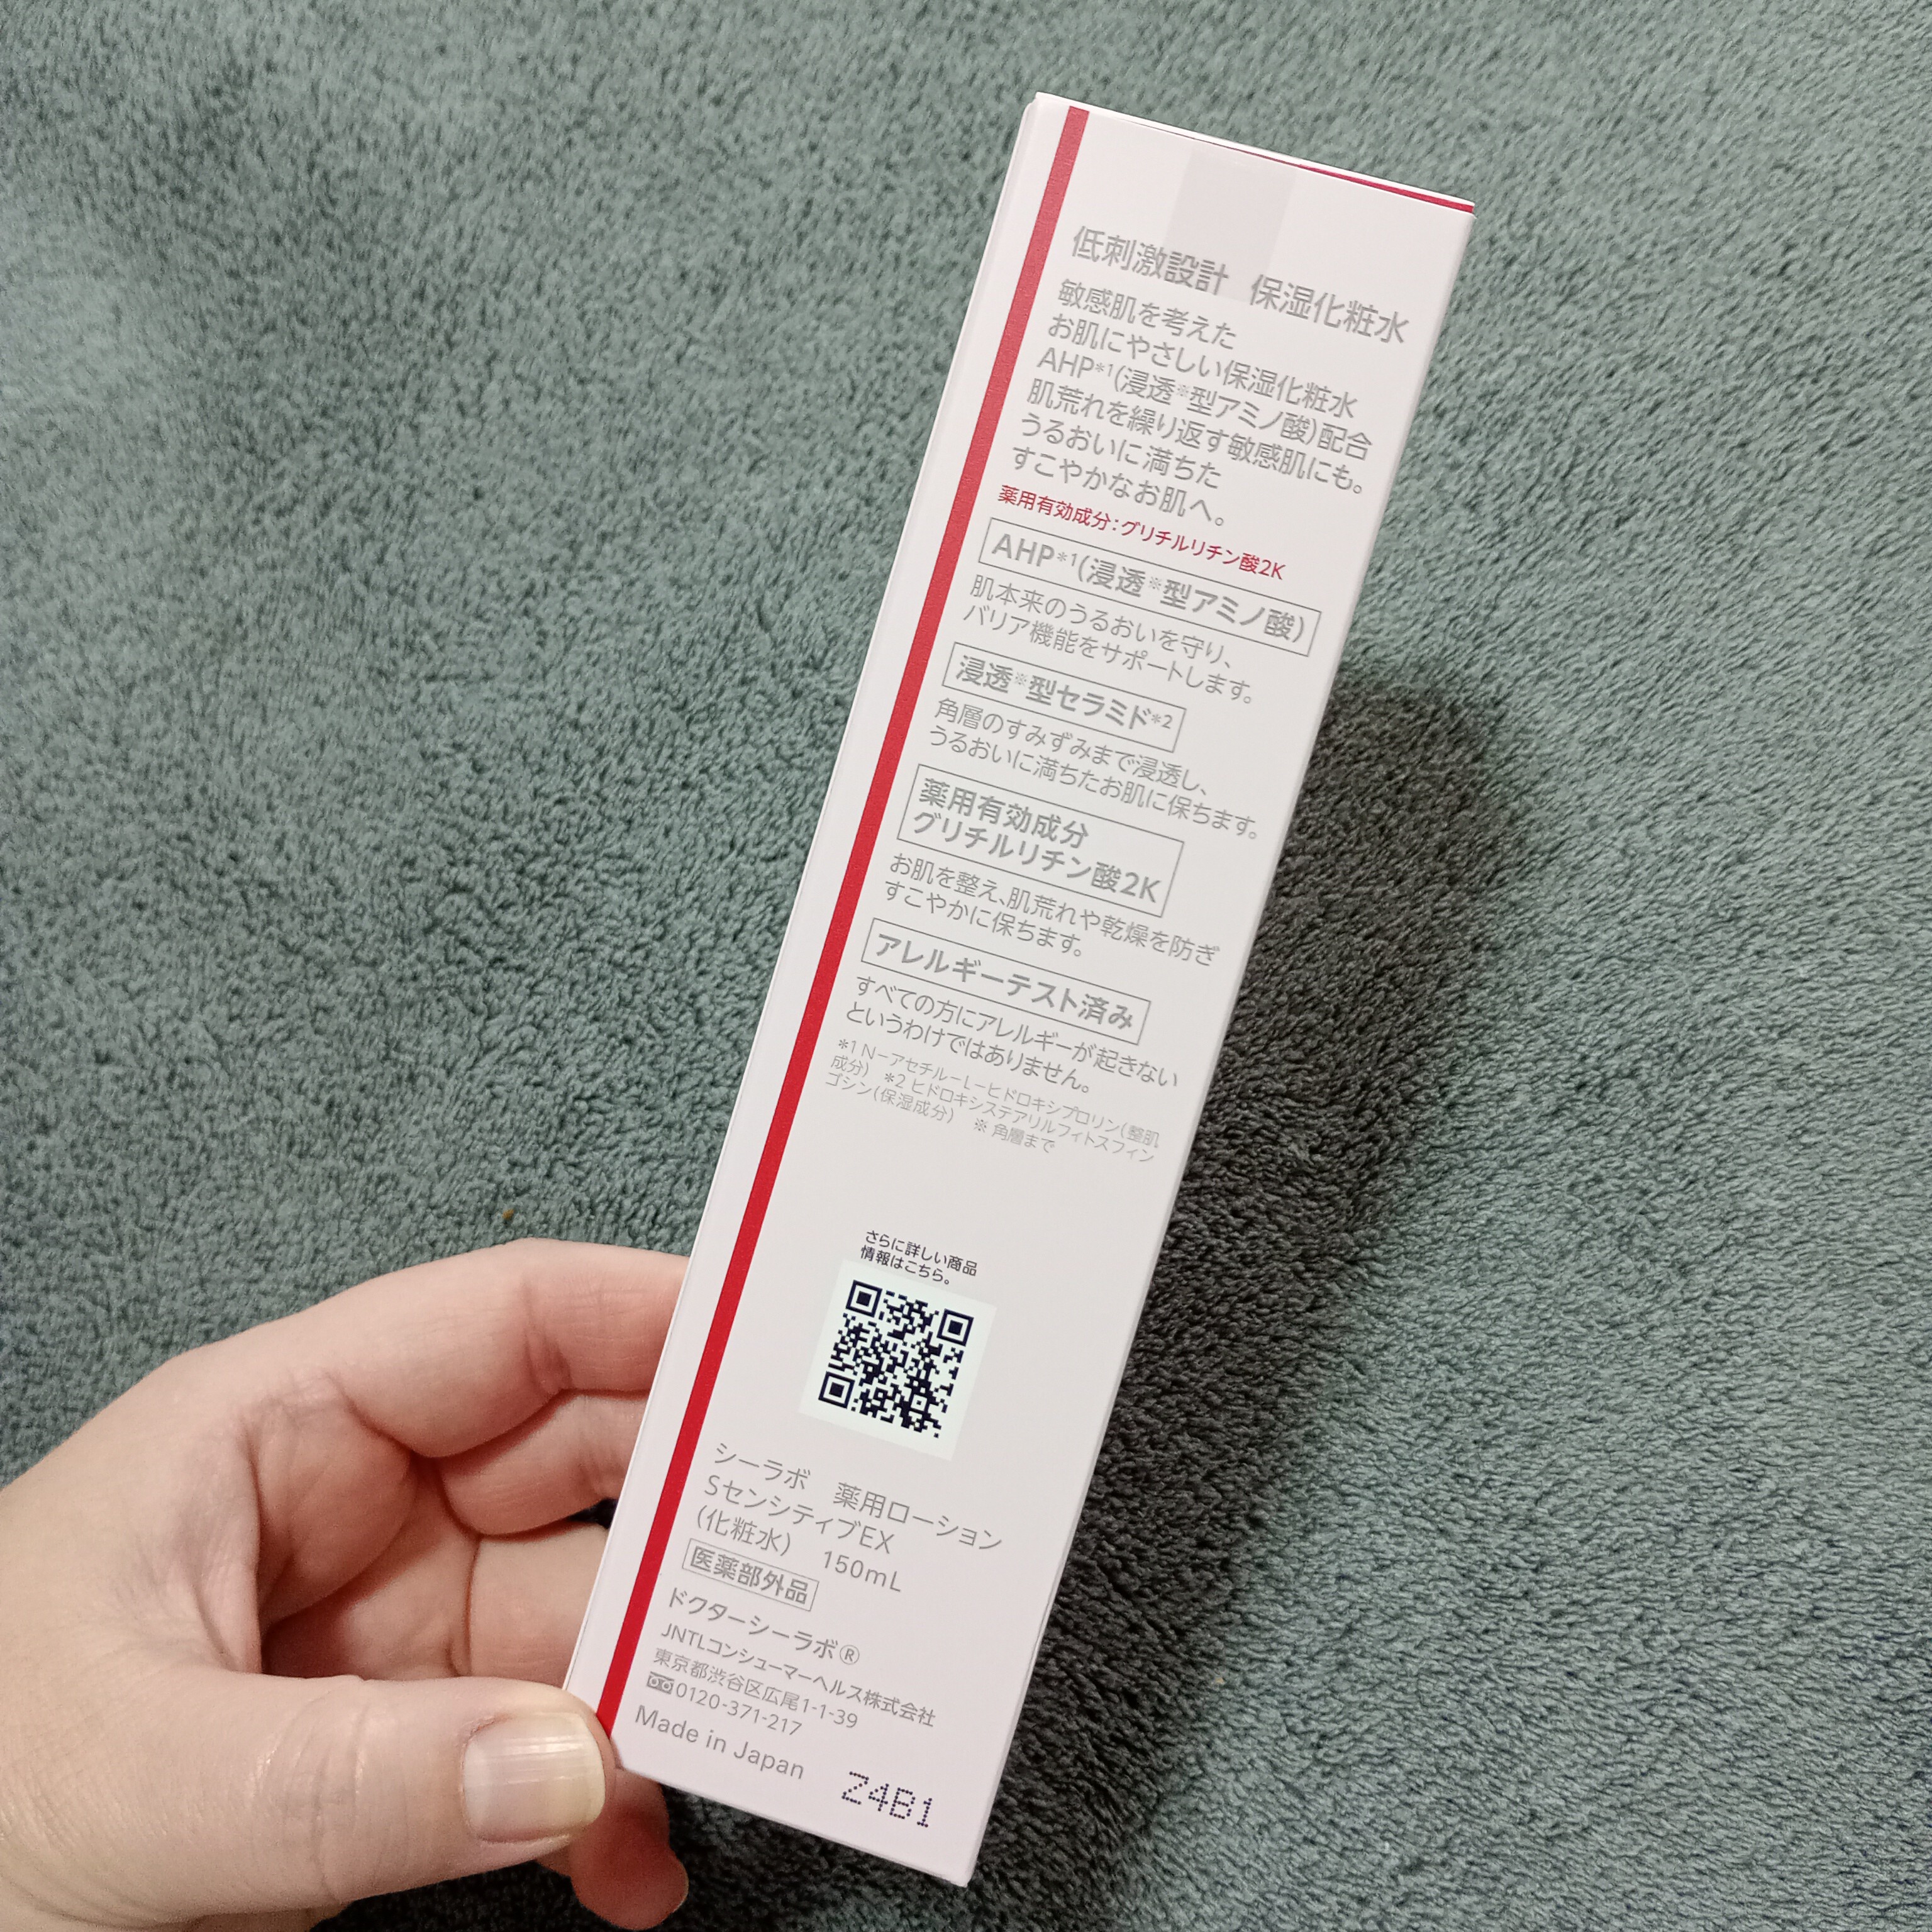 低刺激設計 保湿化粧水
敏感肌を考えた
お肌にやさしい保湿化粧水
AHP*1(浸透※型アミノ酸)配合
肌荒れを繰り返す敏感肌にも。
うるおいに満ちた
すこやかなお肌へ。
薬用有効成分:グリチルリチン酸2K
AHP*1(浸透※型アミノ酸)
肌本来のうるおいを守り、
バリア機能をサポートします。
浸透※型セラミド*2
角層のすみずみまで浸透し、
うるおいに満ちたお肌に保ちます。
薬用有効成分
グリチルリチン酸2K
お肌を整え、肌荒れや乾燥を防ぎ
すこやかに保ちます。
アレルギーテスト済み
すべての方にアレルギーが起きない
というわけではありません。
*1 N-アセチル-L-ヒドロキシプロリン(整肌
成分) *2 ヒドロキシステアリルフィトスフィン
ゴシン(保湿成分) ※ 角層まで
さらに詳しい商品
情報はこちら。
シーラボ 薬用ローション
SセンシティブEX
(化粧水) 150mL
医薬部外品
ドクターシーラボ®
JNTLコンシューマーヘルス株式会社
東京都渋谷区広尾1-1-39
0120-371-217
Made in Japan
Z4B1